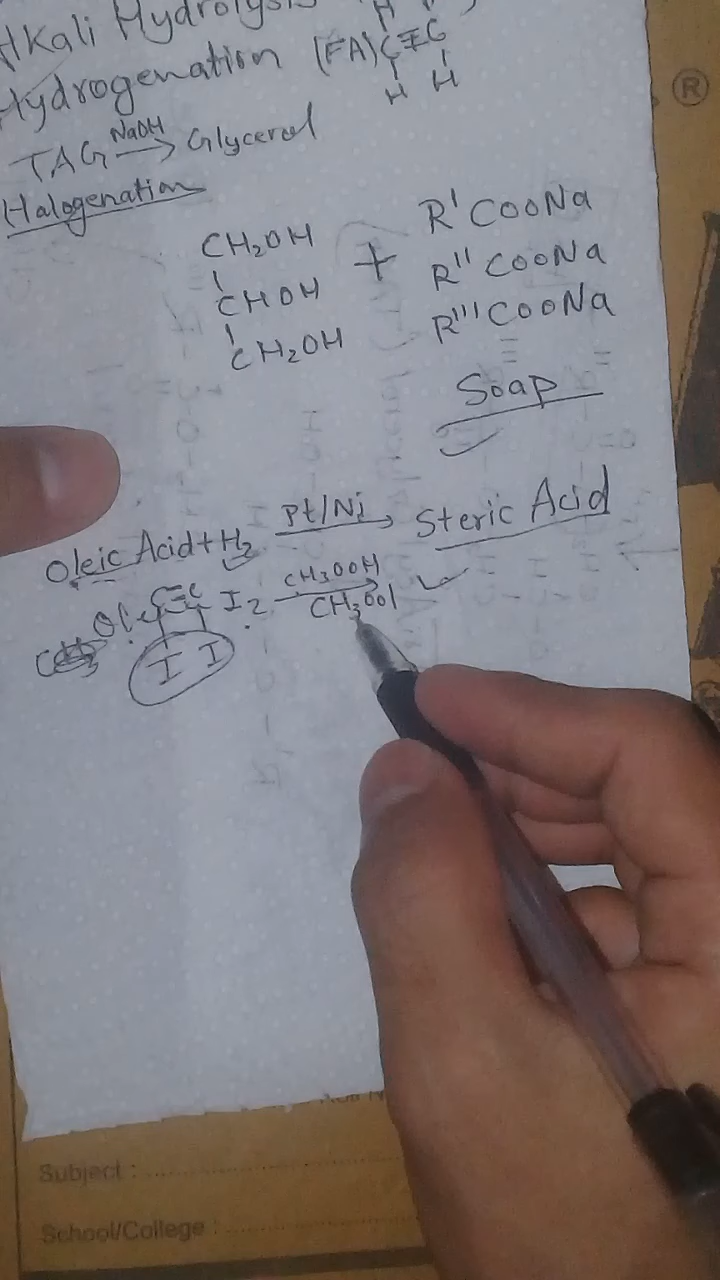 Alkali Hydrolysis
Hydrogenation (FA) C=C
H H
TAG NaOH → Glycerol
Halogenation
CH2OH + R' COONa
CHOH R'' COONa
CH2OH R''' COONa
Soap
Oleic Acid + H2 Pt/Ni → Steric Acid
I2 CH3OOH →
CH3OOl
I I
®
Subject :
School/College :